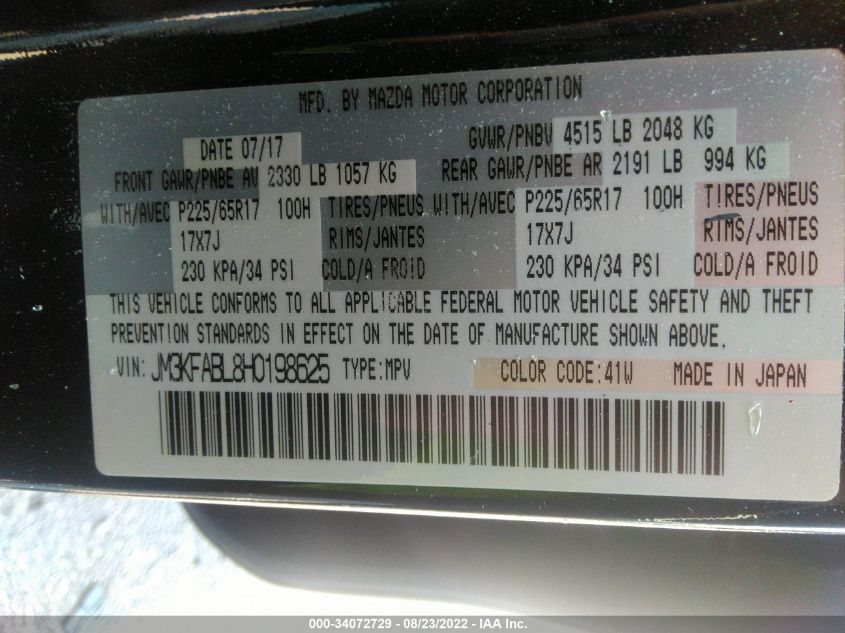 MFD. BY MAZDA MOTOR CORPORATION
DATE 07/17 GVWR/PNBV 4515 LB 2048 KG
FRONT GAWR/PNBE AV 2330 LB 1057 KG REAR GAWR/PNBE AR 2191 LB 994 KG
WITH/AVEC P225/65R17 100H TIRES/PNEUS WITH/AVEC P225/65R17 100H TIRES/PNEUS
17X7J RIMS/JANTES 17X7J RIMS/JANTES
230 KPA/34 PSI COLD/A FROID 230 KPA/34 PSI COLD/A FROID
THIS VEHICLE CONFORMS TO ALL APPLICABLE FEDERAL MOTOR VEHICLE SAFETY AND THEFT
PREVENTION STANDARDS IN EFFECT ON THE DATE OF MANUFACTURE SHOWN ABOVE.
VIN: JM3KFABL8H0198625 TYPE:MPV COLOR CODE:41W MADE IN JAPAN
000-34072729 - 08/23/2022 - IAA Inc.